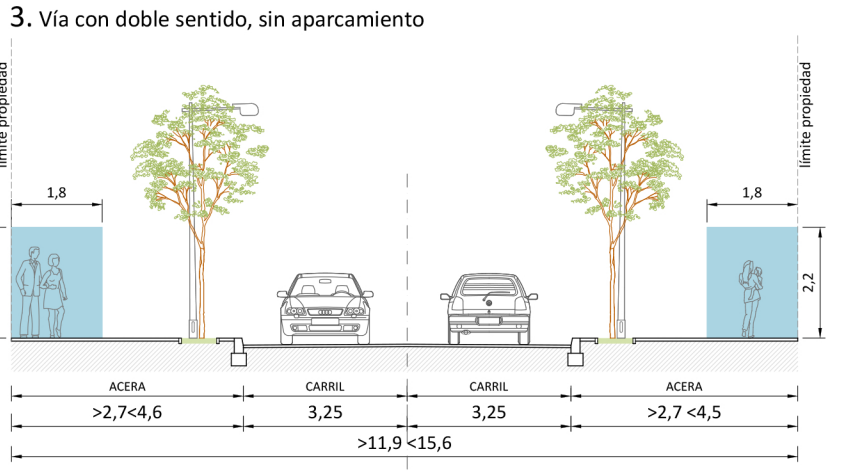 3. Vía con doble sentido, sin aparcamiento
límite propiedad
límite propiedad
1,8
1,8
2,2
ACERA CARRIL CARRIL ACERA
>2,7<4,6 3,25 3,25 >2,7 <4,5
>11,9 <15,6